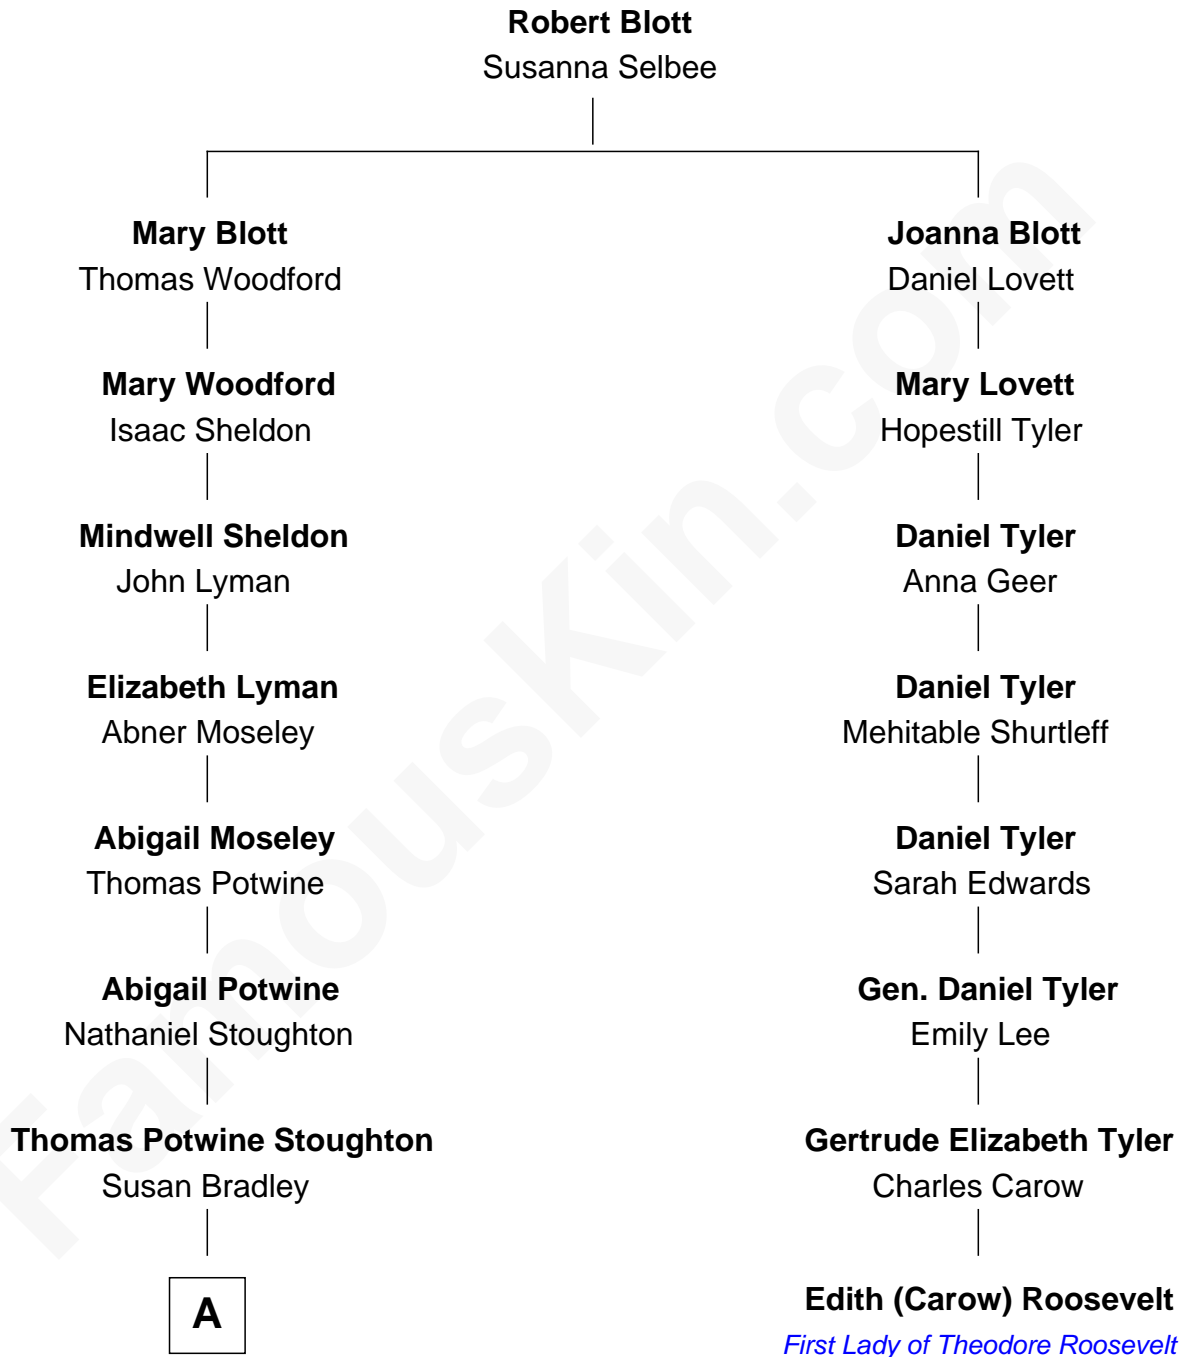 Robert Blott
Susanna Selbee
Mary Blott
Thomas Woodford
Joanna Blott
Daniel Lovett
Mary Woodford
Isaac Sheldon
Mary Lovett
Hopestill Tyler
Mindwell Sheldon
John Lyman
Daniel Tyler
Anna Geer
Elizabeth Lyman
Abner Moseley
Daniel Tyler
Mehitable Shurtleff
Abigail Moseley
Thomas Potwine
Daniel Tyler
Sarah Edwards
Abigail Potwine
Nathaniel Stoughton
Gen. Daniel Tyler
Emily Lee
Thomas Potwine Stoughton
Susan Bradley
Gertrude Elizabeth Tyler
Charles Carow
A
Edith (Carow) Roosevelt
First Lady of Theodore Roosevelt
FamousKin.com